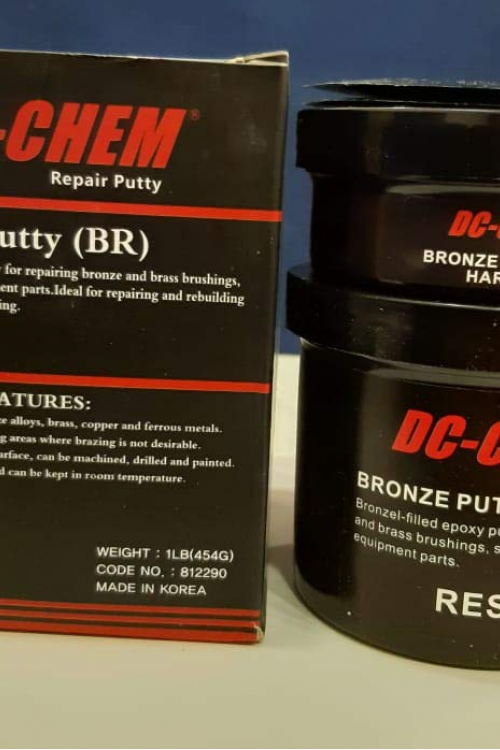 -CHEM®
Repair Putty
utty (BR)
for repairing bronze and brass brushings,
ent parts.Ideal for repairing and rebuilding
ing.
ATURES:
e alloys, brass, copper and ferrous metals.
g areas where brazing is not desirable.
urface, can be machined, drilled and painted.
d can be kept in room temperature.
WEIGHT : 1LB(454G)
CODE NO. : 812290
MADE IN KOREA
DC-C
BRONZE
HAR
DC-C
BRONZE PUT
Bronzel-filled epoxy pu
and brass brushings, s
equipment parts.
RES